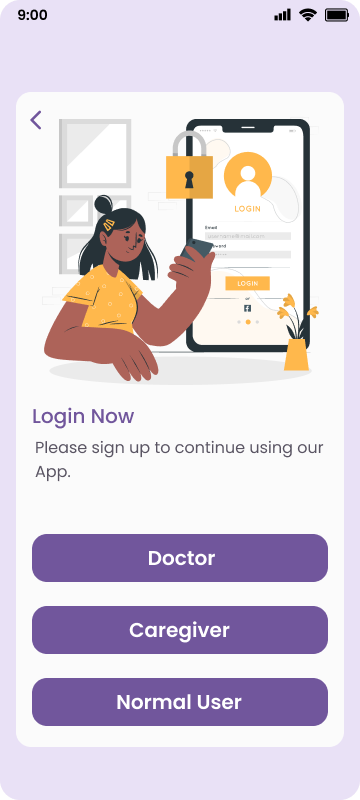 9:00
LOGIN
Email
LOGIN
or
Login Now
Please sign up to continue using our
App.
Doctor
Caregiver
Normal User